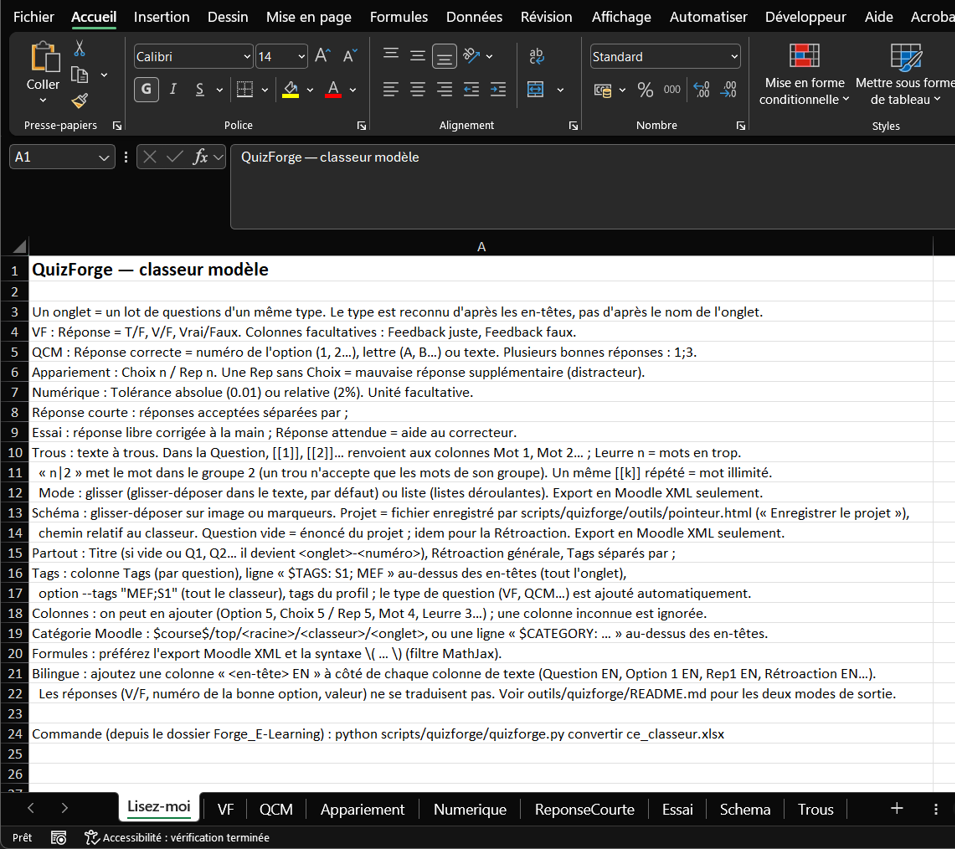 Fichier Accueil Insertion Dessin Mise en page Formules Données Révision Affichage Automatiser Développeur Aide Acroba
Coller
Calibri 14
G I S A
ab
Standard
% 000
Mise en forme conditionnelle
Mettre sous forme de tableau
Presse-papiers Police Alignement Nombre Styles
A1 fx QuizForge — classeur modèle
A
1 QuizForge — classeur modèle
2
3 Un onglet = un lot de questions d'un même type. Le type est reconnu d'après les en-têtes, pas d'après le nom de l'onglet.
4 VF : Réponse = T/F, V/F, Vrai/Faux. Colonnes facultatives : Feedback juste, Feedback faux.
5 QCM : Réponse correcte = numéro de l'option (1, 2...), lettre (A, B...) ou texte. Plusieurs bonnes réponses : 1;3.
6 Appariement : Choix n / Rep n. Une Rep sans Choix = mauvaise réponse supplémentaire (distracteur).
7 Numérique : Tolérance absolue (0.01) ou relative (2%). Unité facultative.
8 Réponse courte : réponses acceptées séparées par ;
9 Essai : réponse libre corrigée à la main ; Réponse attendue = aide au correcteur.
10 Trous : texte à trous. Dans la Question, [[1]], [[2]]... renvoient aux colonnes Mot 1, Mot 2... ; Leurre n = mots en trop.
11 « n|2 » met le mot dans le groupe 2 (un trou n'accepte que les mots de son groupe). Un même [[k]] répété = mot illimité.
12 Mode : glisser (glisser-déposer dans le texte, par défaut) ou liste (listes déroulantes). Export en Moodle XML seulement.
13 Schéma : glisser-déposer sur image ou marqueurs. Projet = fichier enregistré par scripts/quizforge/outils/pointeur.html (« Enregistrer le projet »),
14 chemin relatif au classeur. Question vide = énoncé du projet ; idem pour la Rétroaction. Export en Moodle XML seulement.
15 Partout : Titre (si vide ou Q1, Q2... il devient <onglet>-<numéro>), Rétroaction générale, Tags séparés par ;
16 Tags : colonne Tags (par question), ligne « $TAGS: S1; MEF » au-dessus des en-têtes (tout l'onglet),
17 option --tags "MEF;S1" (tout le classeur), tags du profil ; le type de question (VF, QCM...) est ajouté automatiquement.
18 Colonnes : on peut en ajouter (Option 5, Choix 5 / Rep 5, Mot 4, Leurre 3...) ; une colonne inconnue est ignorée.
19 Catégorie Moodle : $course$/top/<racine>/<classeur>/<onglet>, ou une ligne « $CATEGORY: ... » au-dessus des en-têtes.
20 Formules : préférez l'export Moodle XML et la syntaxe \( ... \) (filtre MathJax).
21 Bilingue : ajoutez une colonne « <en-tête> EN » à côté de chaque colonne de texte (Question EN, Option 1 EN, Rep1 EN, Rétroaction EN...).
22 Les réponses (V/F, numéro de la bonne option, valeur) ne se traduisent pas. Voir outils/quizforge/README.md pour les deux modes de sortie.
23
24 Commande (depuis le dossier Forge_E-Learning) : python scripts/quizforge/quizforge.py convertir ce_classeur.xlsx
25
26
Lisez-moi VF QCM Appariement Numerique ReponseCourte Essai Schema Trous
Prêt Accessibilité : vérification terminée